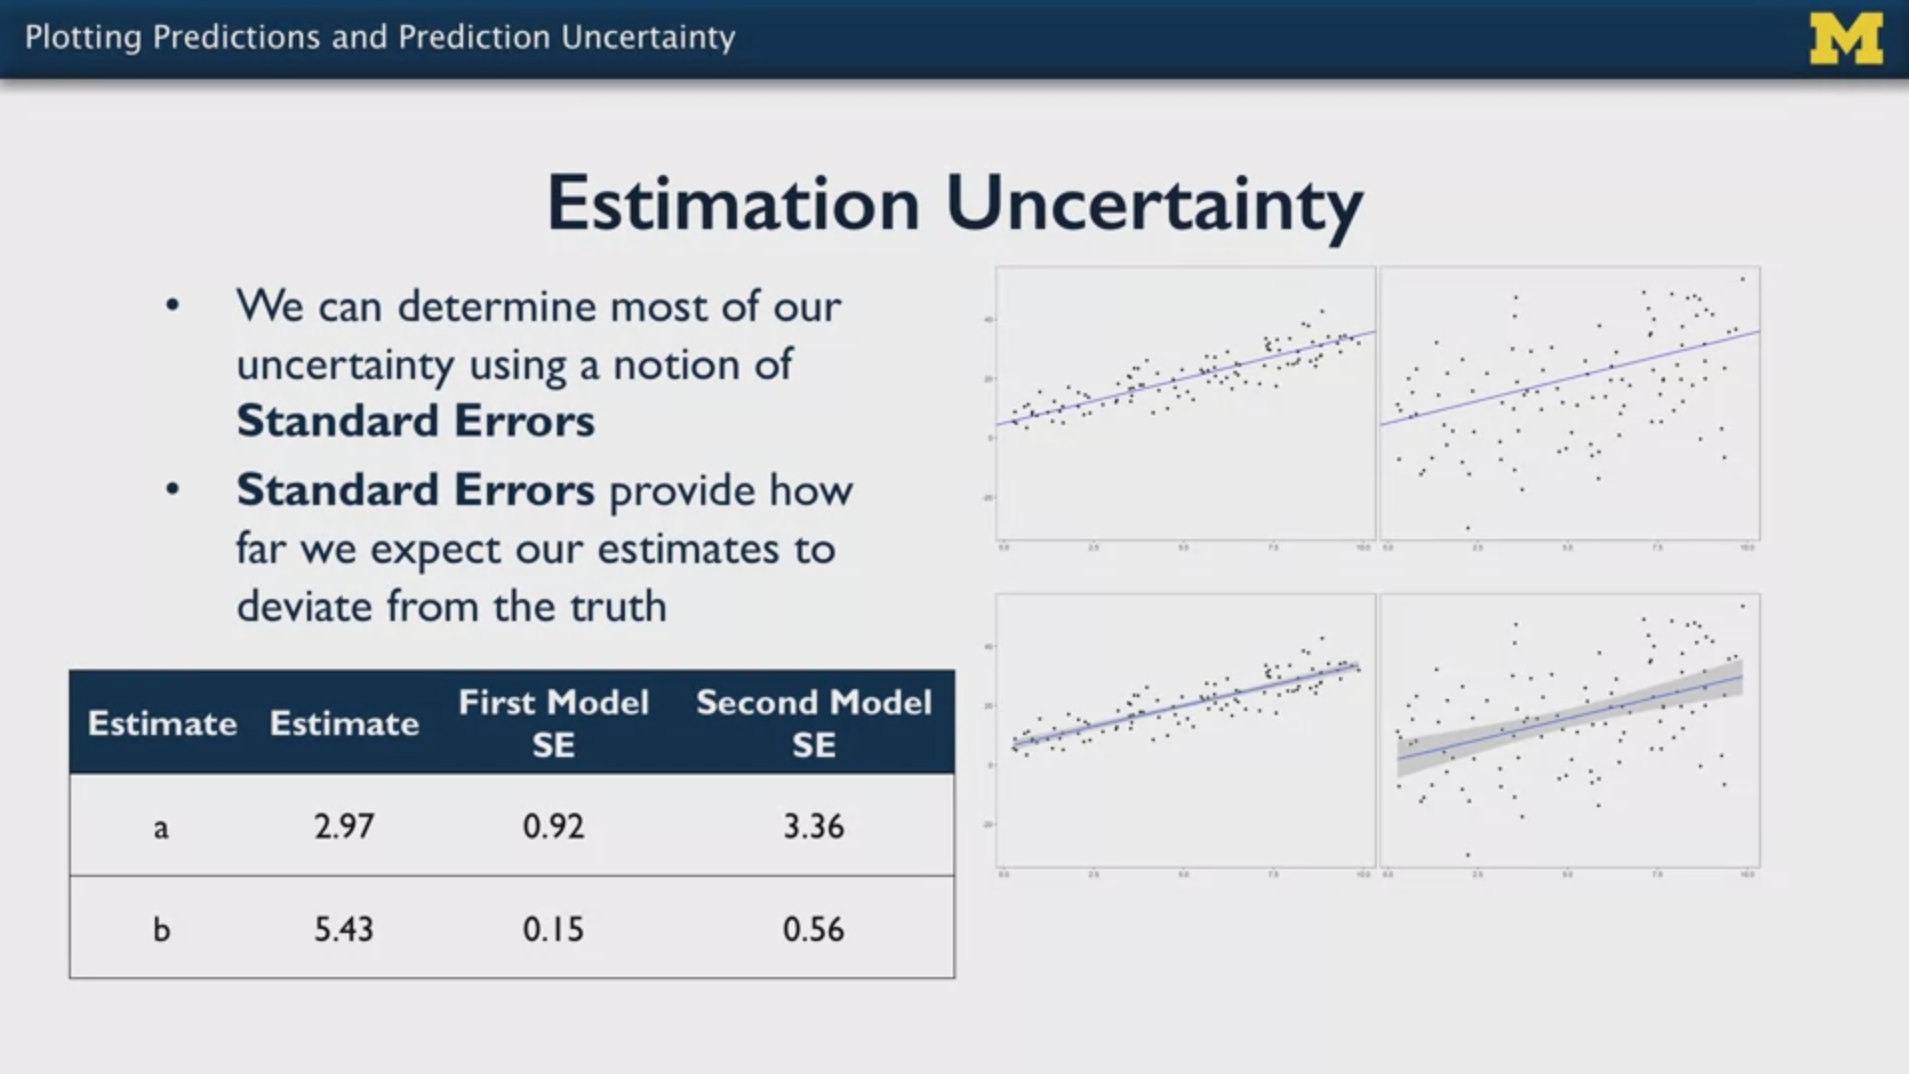 Plotting Predictions and Prediction Uncertainty
M
Estimation Uncertainty
• We can determine most of our
uncertainty using a notion of
Standard Errors
• Standard Errors provide how
far we expect our estimates to
deviate from the truth
Estimate Estimate First Model SE Second Model SE
a 2.97 0.92 3.36
b 5.43 0.15 0.56